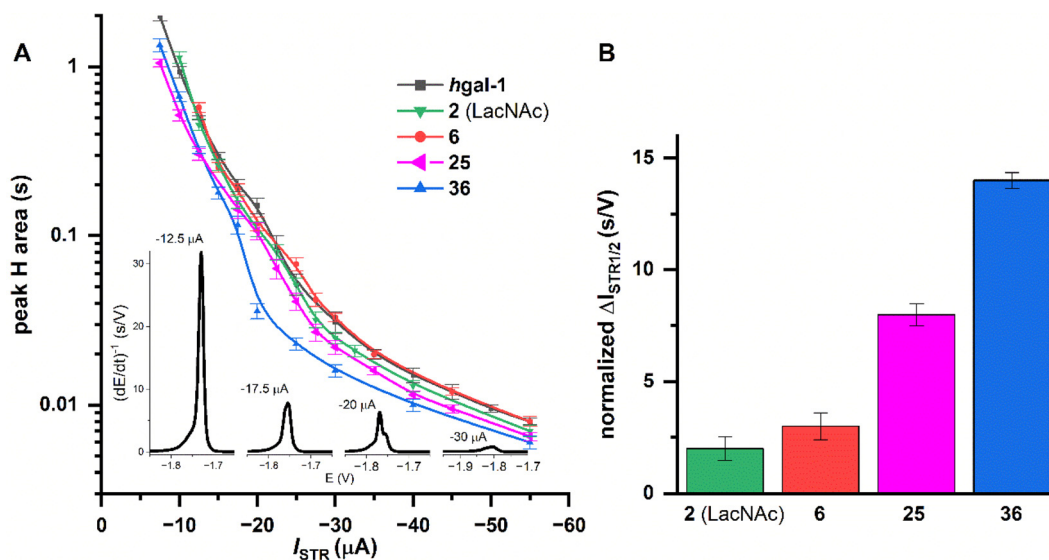 A
B
peak H area (s)
1
0.1
0.01
hgal-1
2 (LacNAc)
6
25
36
(dE/dt)⁻¹ (s/V)
30
20
10
0
-12.5 µA
-17.5 µA
-20 µA
-30 µA
−1.8 −1.7
−1.8 −1.7
−1.8 −1.7
−1.9 −1.8 −1.7
E (V)
0 −10 −20 −30 −40 −50 −60
I_STR (µA)
normalized ΔI_STR1/2 (s/V)
15
10
5
0
2 (LacNAc) 6 25 36